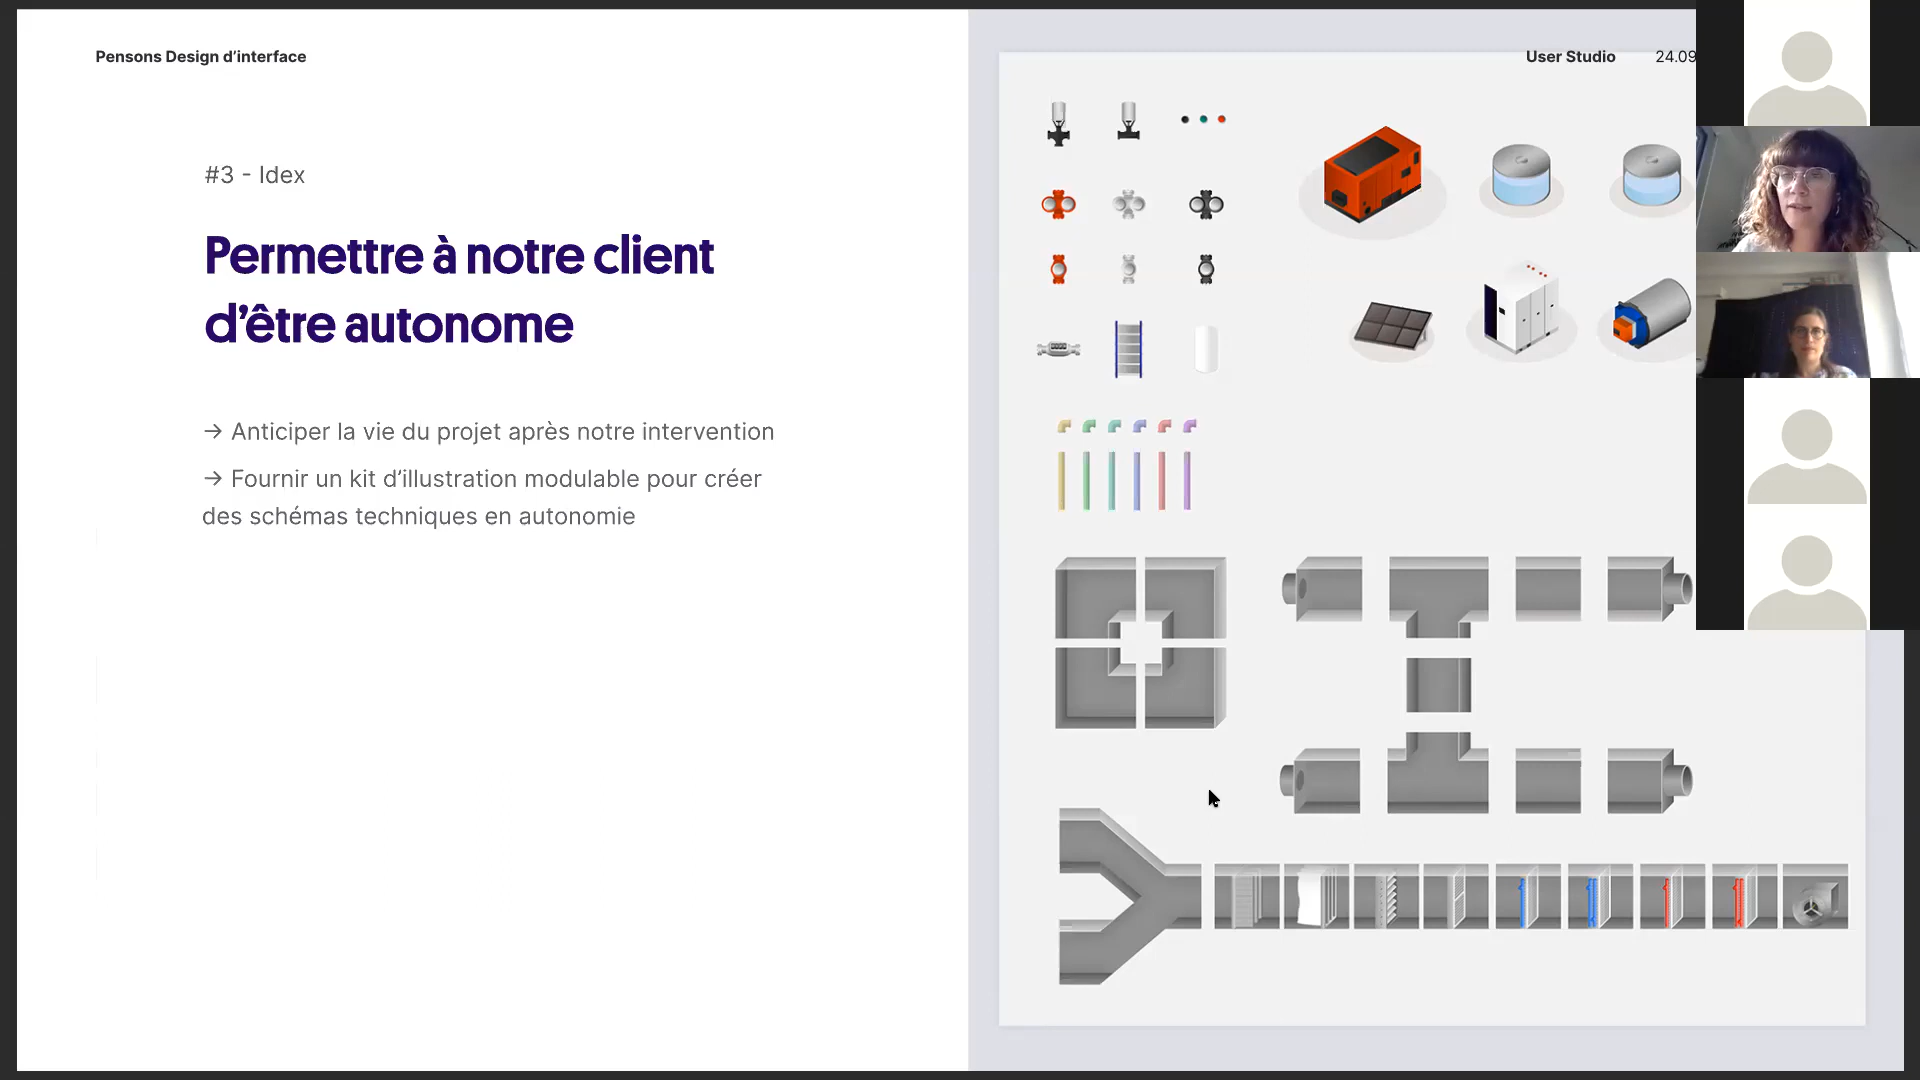 Pensons Design d’interface
User Studio 24.09
#3 - Idex
Permettre à notre client
d’être autonome
→ Anticiper la vie du projet après notre intervention
→ Fournir un kit d’illustration modulable pour créer
des schémas techniques en autonomie